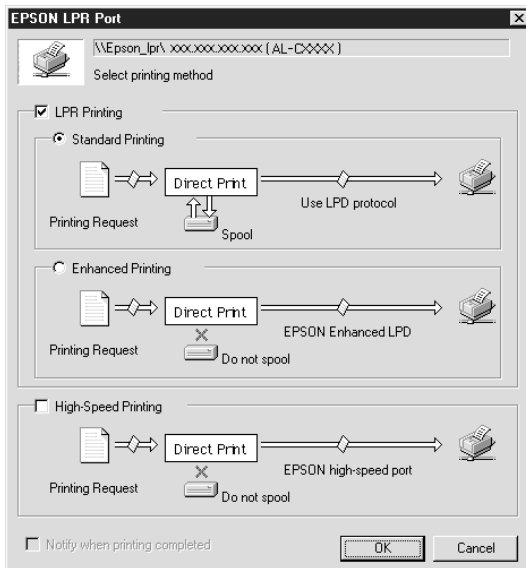 EPSON LPR Port
\\Epson_lpr\ xxx.xxx.xxx.xxx ( AL-CXXXX )
Select printing method
LPR Printing
Standard Printing
Direct Print
Use LPD protocol
Printing Request
Spool
Enhanced Printing
Direct Print
EPSON Enhanced LPD
Printing Request
Do not spool
High-Speed Printing
Direct Print
EPSON high-speed port
Printing Request
Do not spool
Notify when printing completed
OK
Cancel